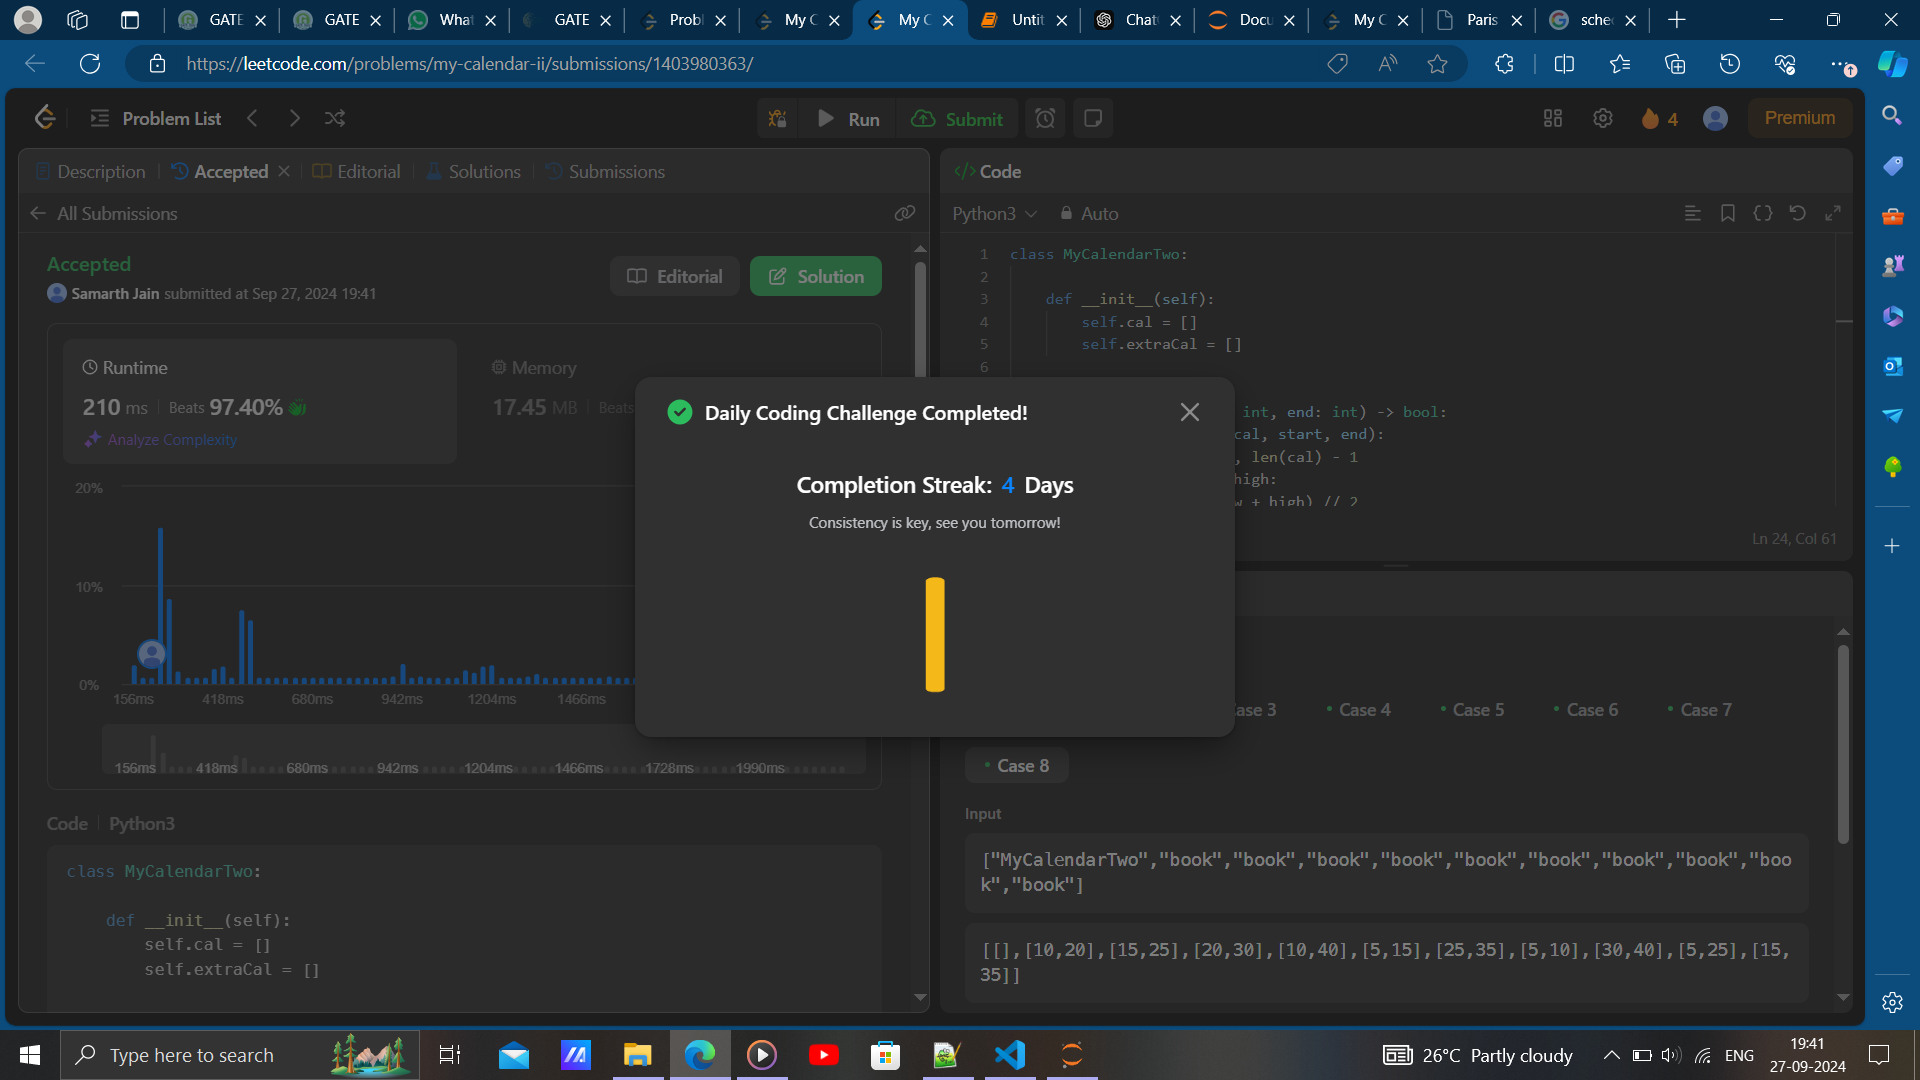 GATE
GATE
What
GATE
Probl
My C
My C
Untit
Chat
Docu
My C
Paris
sche
https://leetcode.com/problems/my-calendar-ii/submissions/1403980363/
Problem List
Run
Submit
4
Premium
Description
Accepted
Editorial
Solutions
Submissions
All Submissions
Accepted
Samarth Jain submitted at Sep 27, 2024 19:41
Editorial
Solution
Runtime
210 ms
Beats 97.40%
Analyze Complexity
Memory
17.45 MB
Beats
20%
10%
0%
156ms
418ms
680ms
942ms
1204ms
1466ms
156ms
418ms
680ms
942ms
1204ms
1466ms
1728ms
1990ms
Code
Python3
class MyCalendarTwo:
def __init__(self):
self.cal = []
self.extraCal = []
Daily Coding Challenge Completed!
Completion Streak: 4 Days
Consistency is key, see you tomorrow!
</> Code
Python3
Auto
1 class MyCalendarTwo:
2
3 def __init__(self):
4 self.cal = []
5 self.extraCal = []
6
int, end: int) -> bool:
cal, start, end):
, len(cal) - 1
high:
w + high) // 2
Ln 24, Col 61
Case 3
Case 4
Case 5
Case 6
Case 7
Case 8
Input
["MyCalendarTwo","book","book","book","book","book","book","book","book","boo
k","book"]
[[],[10,20],[15,25],[20,30],[10,40],[5,15],[25,35],[5,10],[30,40],[5,25],[15,
35]]
Type here to search
26°C Partly cloudy
ENG
19:41
27-09-2024